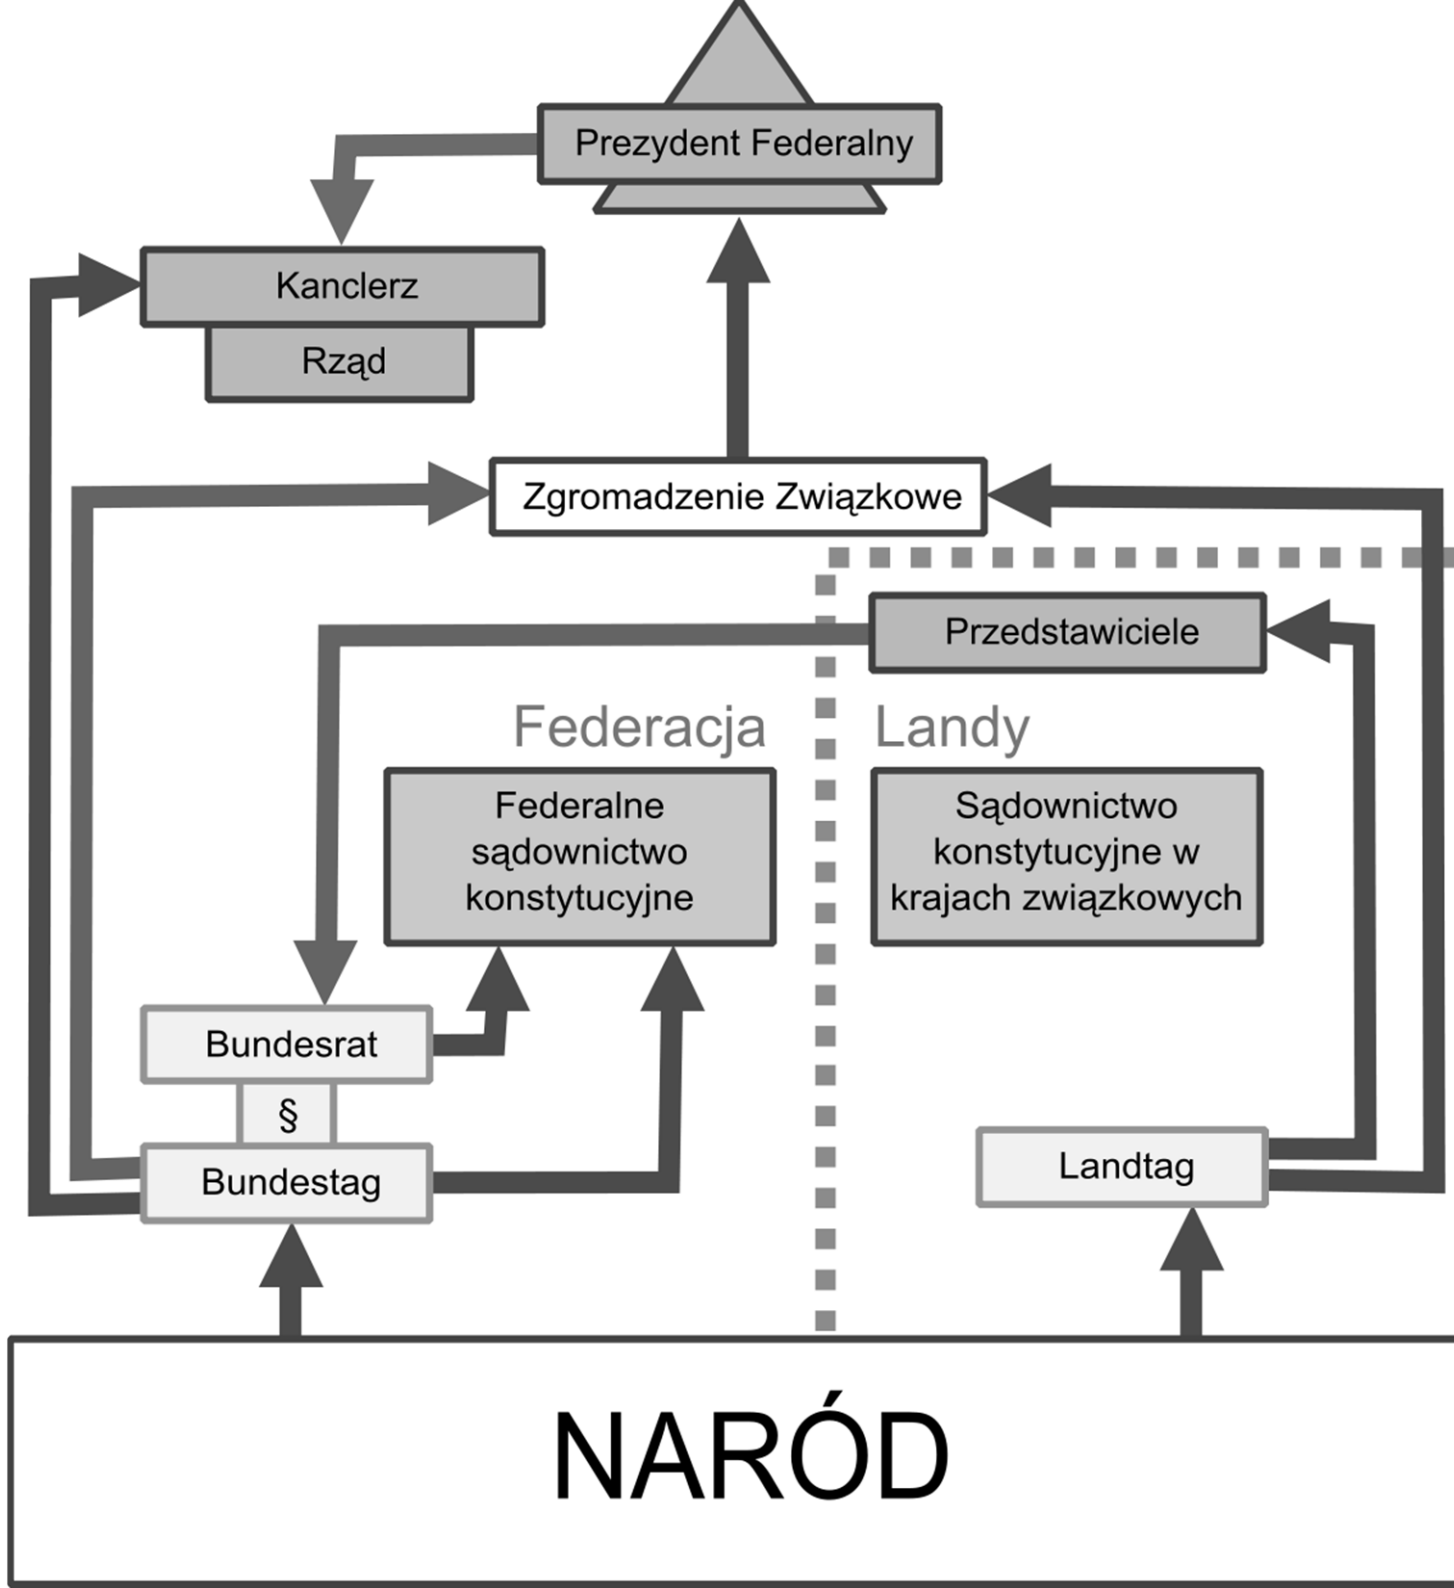 Prezydent Federalny
Kanclerz
Rząd
Zgromadzenie Związkowe
Przedstawiciele
Federacja
Landy
Federalne
sądownictwo
konstytucyjne
Sądownictwo
konstytucyjne w
krajach związkowych
Bundesrat
§
Bundestag
Landtag
NARÓD